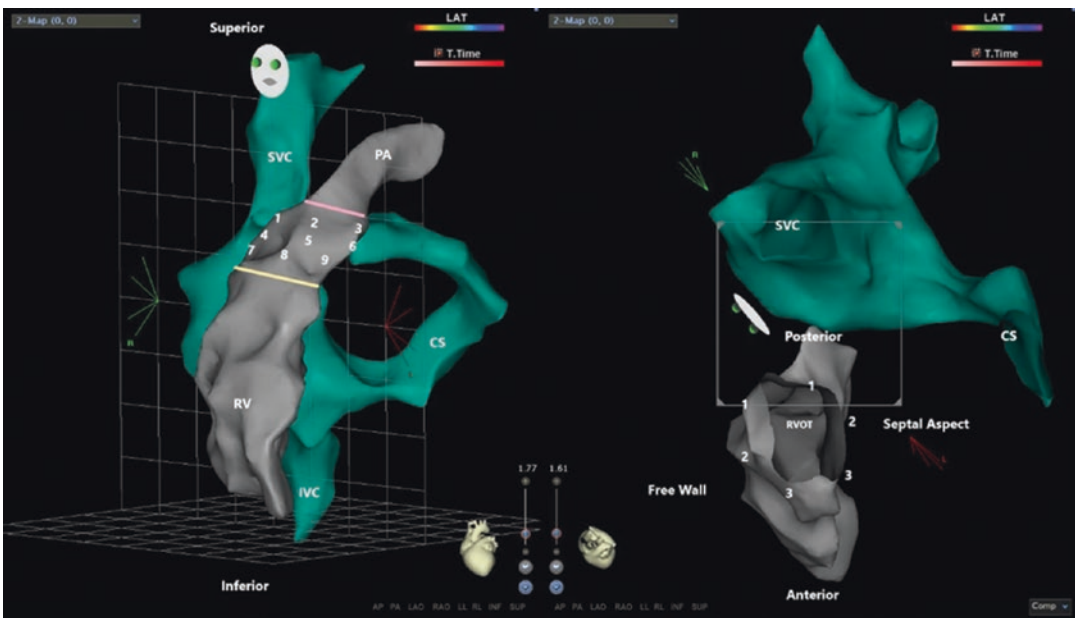 2-Map (0, 0)
Superior
LAT
T.Time
SVC
PA
1
2
3
4
5
6
7
8
9
CS
RV
IVC
R
1.77
1.61
Inferior
AP PA LAO RAO LL RL INF SUP
2-Map (0, 0)
LAT
T.Time
R
SVC
Posterior
CS
1
1
RVOT
2
Septal Aspect
2
3
3
Free Wall
Anterior
AP PA LAO RAO LL RL INF SUP
Comp